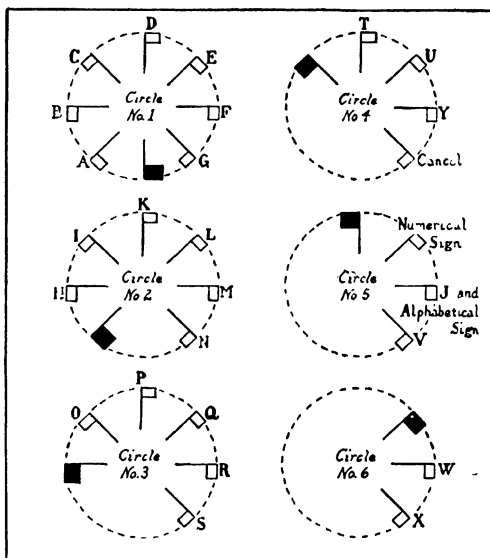 D
C E
B Circle No. 1 F
A G
T
U
Circle No 4 Y
Cancel
K
I L
H Circle No 2 M
N
Numerical Sign
Circle No 5 J and Alphabetical Sign
V
P
O Q
Circle No. 3 R
S
Circle No. 6 W
X